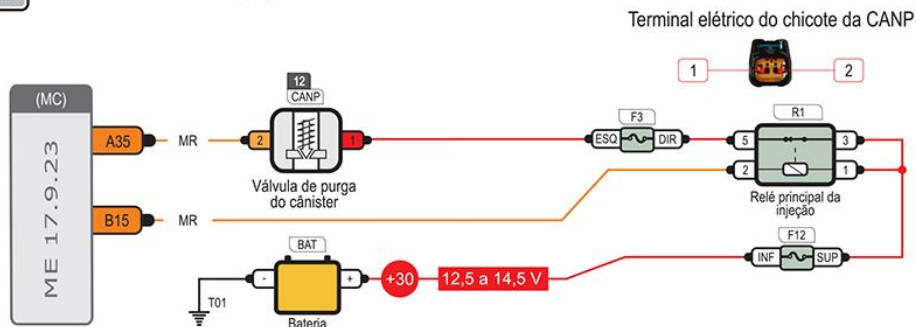 Terminal elétrico do chicote da CANP
1
2
(MC)
ME 17.9.23
A35
MR
2
12
CANP
1
Válvula de purga
do cânister
F3
ESQ
DIR
R1
5
3
2
1
Relé principal da
injeção
B15
MR
F12
INF
SUP
BAT
-
+
+30
12,5 a 14,5 V
T01
Bateria